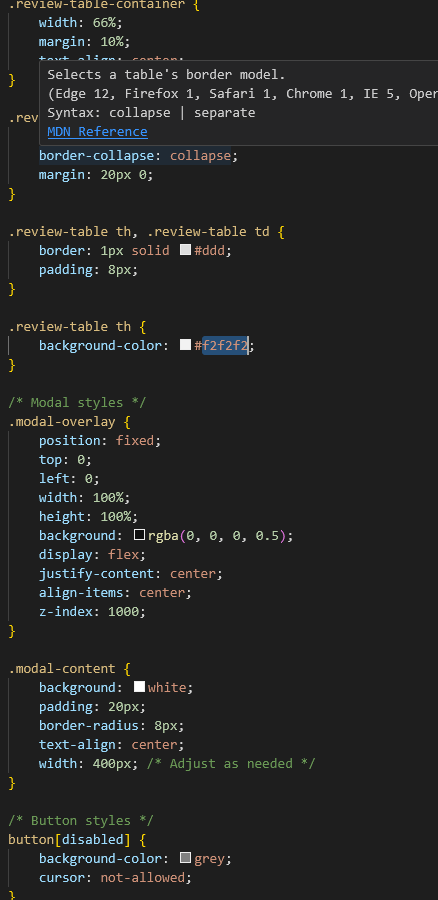 .review-table-container {
width: 66%;
margin: 10%;
text-align: center;
}
Selects a table's border model.
(Edge 12, Firefox 1, Safari 1, Chrome 1, IE 5, Oper
Syntax: collapse | separate
MDN Reference
.rev
border-collapse: collapse;
margin: 20px 0;
}
.review-table th, .review-table td {
border: 1px solid #ddd;
padding: 8px;
}
.review-table th {
background-color: #f2f2f2;
}
/* Modal styles */
.modal-overlay {
position: fixed;
top: 0;
left: 0;
width: 100%;
height: 100%;
background: rgba(0, 0, 0, 0.5);
display: flex;
justify-content: center;
align-items: center;
z-index: 1000;
}
.modal-content {
background: white;
padding: 20px;
border-radius: 8px;
text-align: center;
width: 400px; /* Adjust as needed */
}
/* Button styles */
button[disabled] {
background-color: grey;
cursor: not-allowed;
}